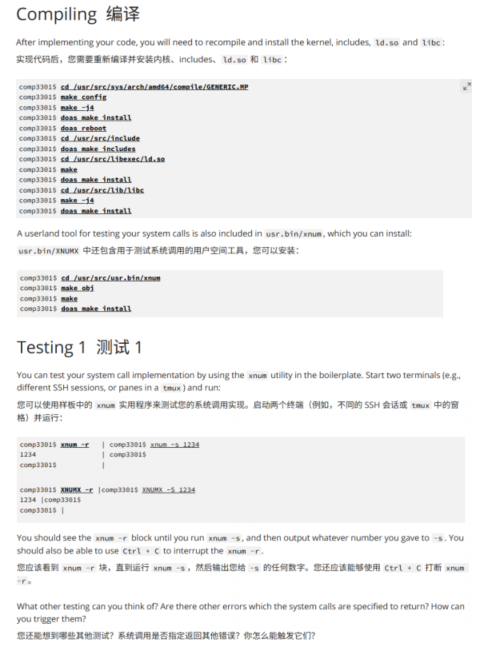 Compiling 编译
After implementing your code, you will need to recompile and install the kernel, includes, ld.so and libc:
实现代码后，您需要重新编译并安装内核、includes、ld.so 和 libc：
comp3301$ cd /usr/src/sys/arch/amd64/compile/GENERIC.MP
comp3301$ make config
comp3301$ make -j4
comp3301$ doas make install
comp3301$ doas reboot
comp3301$ cd /usr/src/include
comp3301$ doas make includes
comp3301$ cd /usr/src/libexec/ld.so
comp3301$ make
comp3301$ doas make install
comp3301$ cd /usr/src/lib/libc
comp3301$ make -j4
comp3301$ doas make install
A userland tool for testing your system calls is also included in usr.bin/xnum, which you can install:
usr.bin/XNUMX 中还包含用于测试系统调用的用户空间工具，您可以安装：
comp3301$ cd /usr/src/usr.bin/xnum
comp3301$ make obj
comp3301$ make
comp3301$ doas make install
Testing 1 测试 1
You can test your system call implementation by using the xnum utility in the boilerplate. Start two terminals (e.g.,
different SSH sessions, or panes in a tmux) and run:
您可以使用样板中的 xnum 实用程序来测试您的系统调用实现。启动两个终端（例如，不同的 SSH 会话或 tmux 中的窗
格）并运行：
comp3301$ xnum -r | comp3301$ xnum -s 1234
1234 | comp3301$
comp3301$ |
comp3301$ XNUMX -r |comp3301$ XNUMX -S 1234
1234 |comp3301$
comp3301$ |
You should see the xnum -r block until you run xnum -s, and then output whatever number you gave to -s. You
should also be able to use Ctrl + C to interrupt the xnum -r.
您应该看到 xnum -r 块，直到运行 xnum -s，然后输出您给 -s 的任何数字。您还应该能够使用 Ctrl + C 打断 xnum
-r。
What other testing can you think of? Are there other errors which the system calls are specified to return? How can
you trigger them?
您还能想到哪些其他测试？系统调用是否指定返回其他错误？你怎么能触发它们？